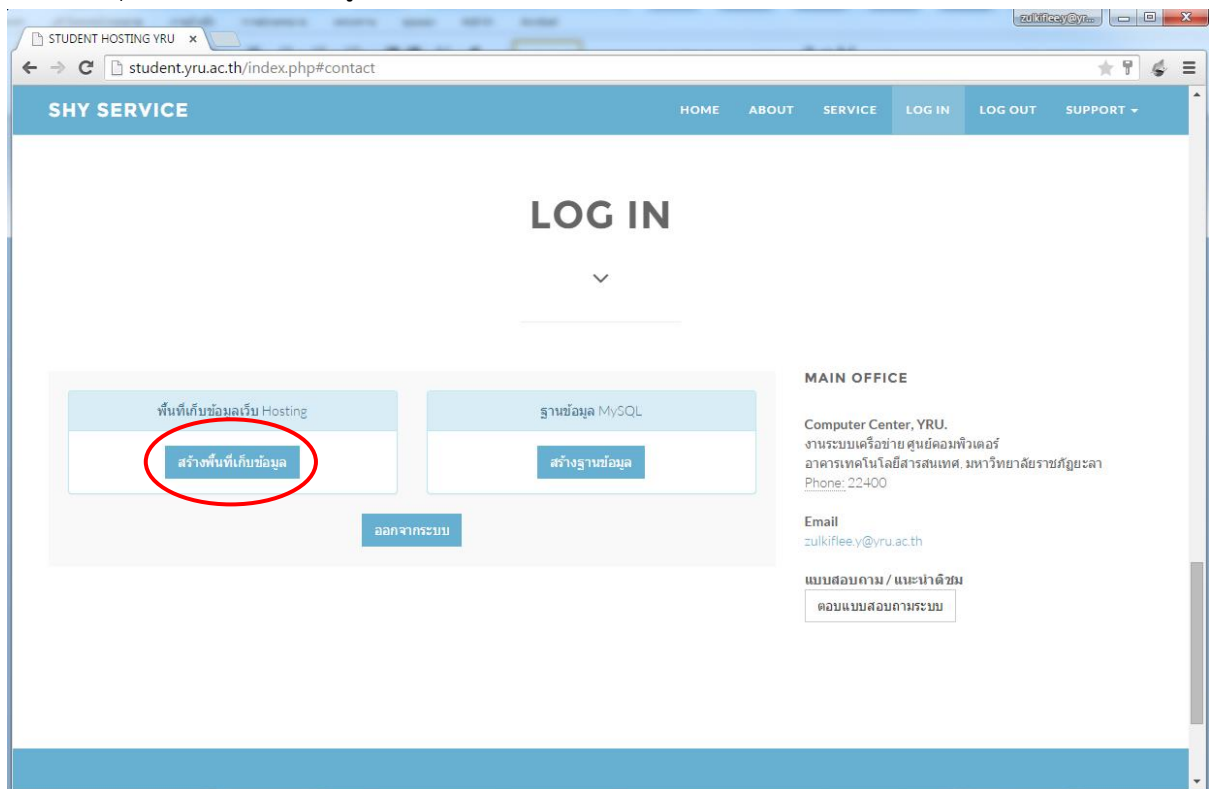 STUDENT HOSTING YRU
student.yru.ac.th/index.php#contact
SHY SERVICE
HOME ABOUT SERVICE LOG IN LOG OUT SUPPORT
LOG IN
พื้นที่เก็บข้อมูลเว็บ Hosting
สร้างพื้นที่เก็บข้อมูล
ฐานข้อมูล MySQL
สร้างฐานข้อมูล
ออกจากระบบ
MAIN OFFICE
Computer Center, YRU.
งานระบบเครือข่าย ศูนย์คอมพิวเตอร์
อาคารเทคโนโลยีสารสนเทศ. มหาวิทยาลัยราชภัฏยะลา
Phone: 22400
Email
zulkiflee.y@yru.ac.th
แบบสอบถาม / แนะนำติชม
ตอบแบบสอบถามระบบ